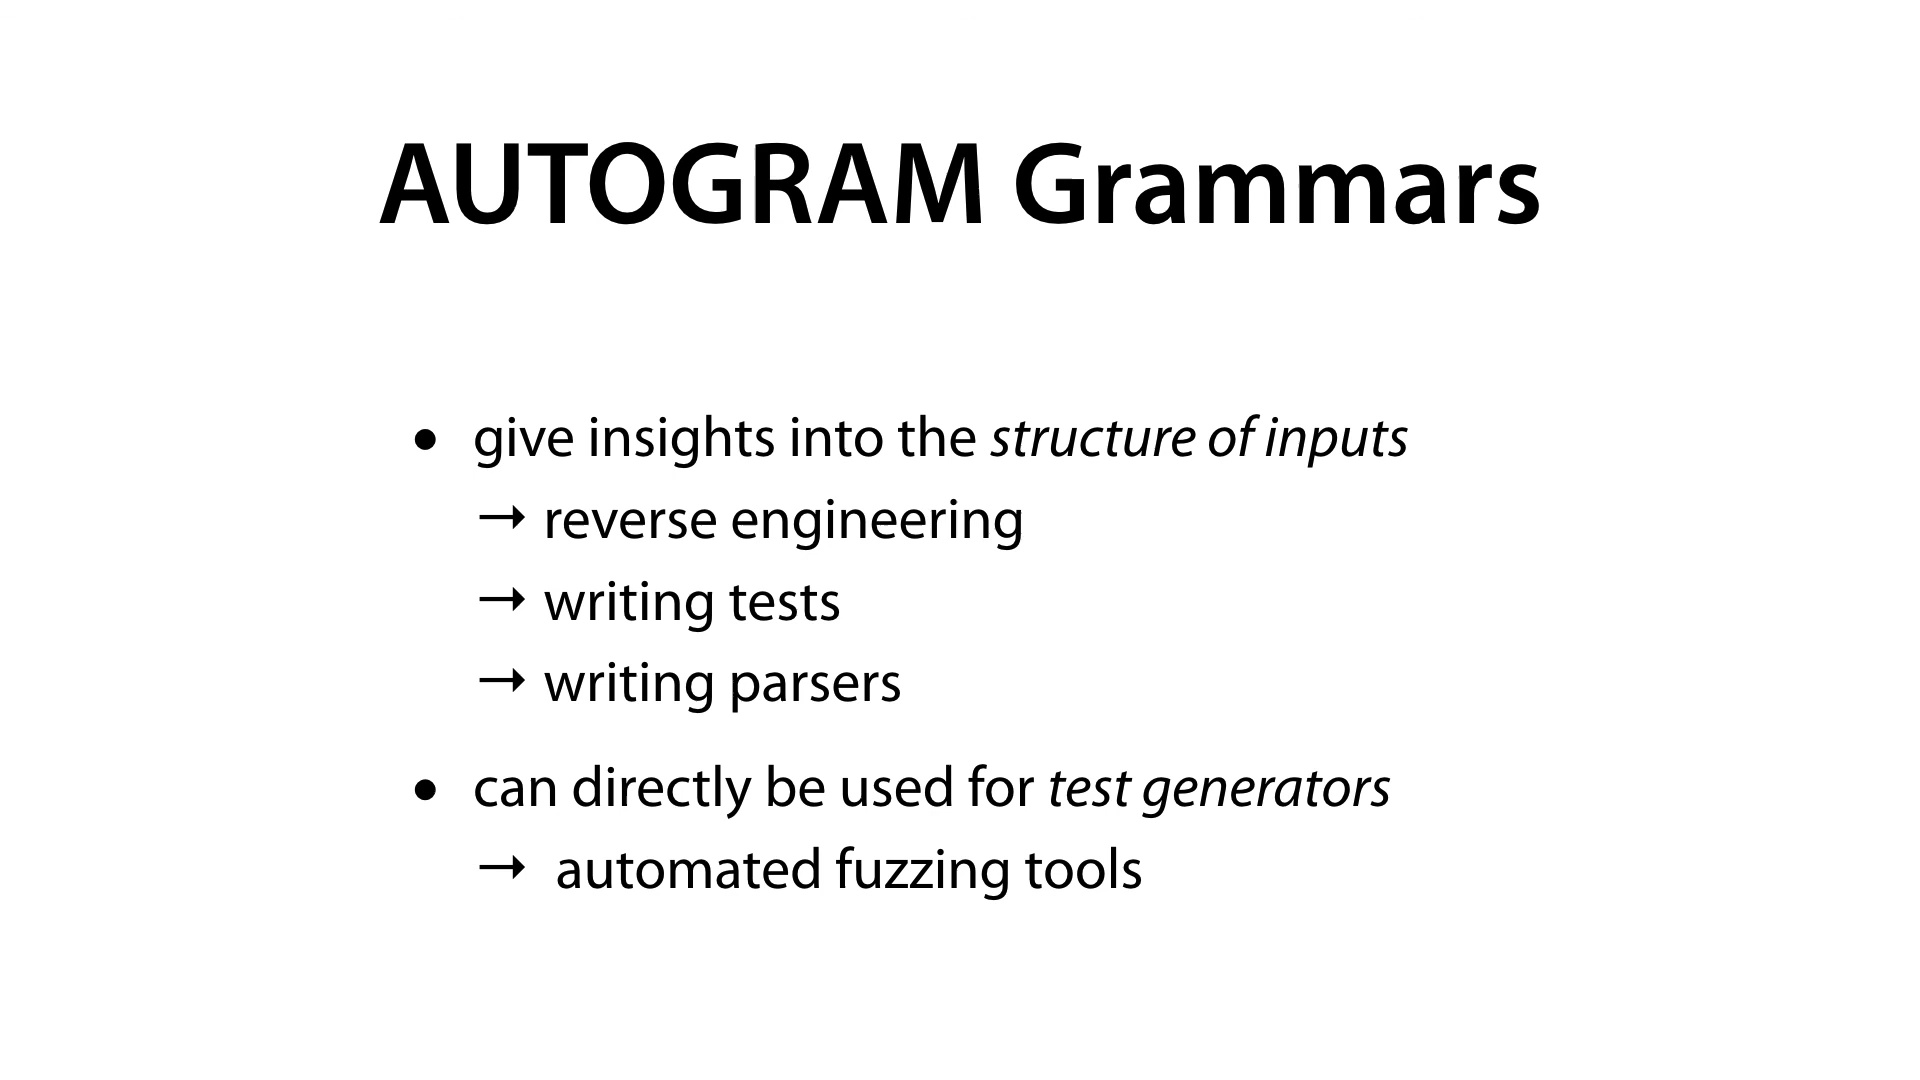 AUTOGRAM Grammars
• give insights into the structure of inputs
→ reverse engineering
→ writing tests
→ writing parsers
• can directly be used for test generators
→ automated fuzzing tools